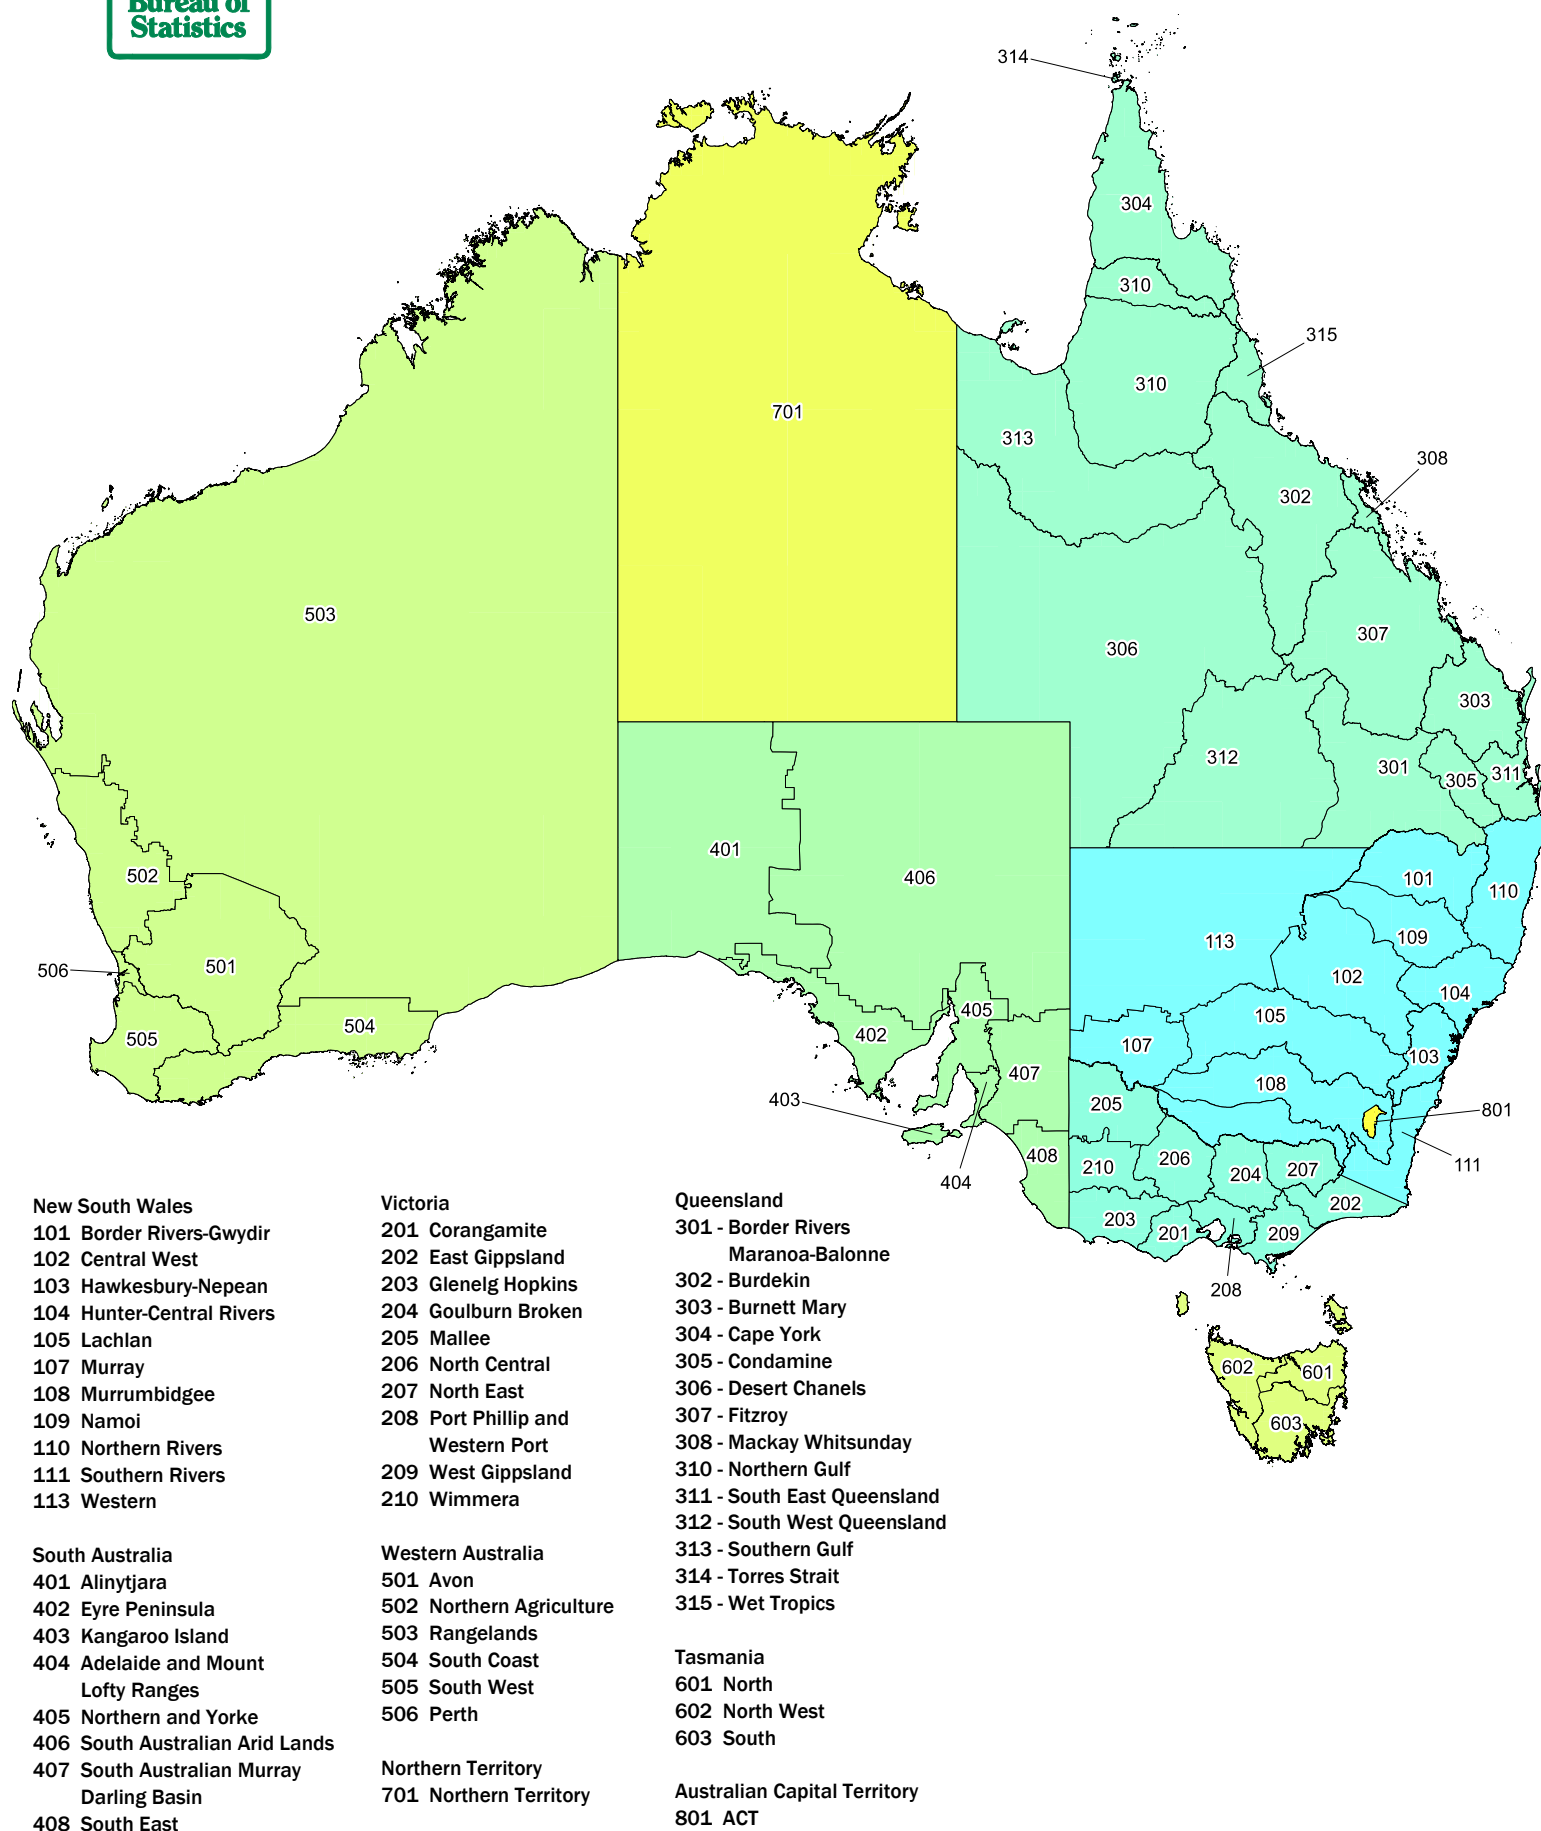 Bureau of
Statistics
314
304
310
315
310
701
313
308
302
503
307
306
303
312
301
305
311
401
406
502
101
110
113
109
501
506
102
104
405
105
504
402
505
107
103
407
108
403
205
801
408
206
111
210
204
207
404
202
203
201
209
208
602
601
603
New South Wales
101 Border Rivers-Gwydir
102 Central West
103 Hawkesbury-Nepean
104 Hunter-Central Rivers
105 Lachlan
107 Murray
108 Murrumbidgee
109 Namoi
110 Northern Rivers
111 Southern Rivers
113 Western
South Australia
401 Alinytjara
402 Eyre Peninsula
403 Kangaroo Island
404 Adelaide and Mount
Lofty Ranges
405 Northern and Yorke
406 South Australian Arid Lands
407 South Australian Murray
Darling Basin
408 South East
Victoria
201 Corangamite
202 East Gippsland
203 Glenelg Hopkins
204 Goulburn Broken
205 Mallee
206 North Central
207 North East
208 Port Phillip and
Western Port
209 West Gippsland
210 Wimmera
Western Australia
501 Avon
502 Northern Agriculture
503 Rangelands
504 South Coast
505 South West
506 Perth
Northern Territory
701 Northern Territory
Queensland
301 - Border Rivers
Maranoa-Balonne
302 - Burdekin
303 - Burnett Mary
304 - Cape York
305 - Condamine
306 - Desert Chanels
307 - Fitzroy
308 - Mackay Whitsunday
310 - Northern Gulf
311 - South East Queensland
312 - South West Queensland
313 - Southern Gulf
314 - Torres Strait
315 - Wet Tropics
Tasmania
601 North
602 North West
603 South
Australian Capital Territory
801 ACT